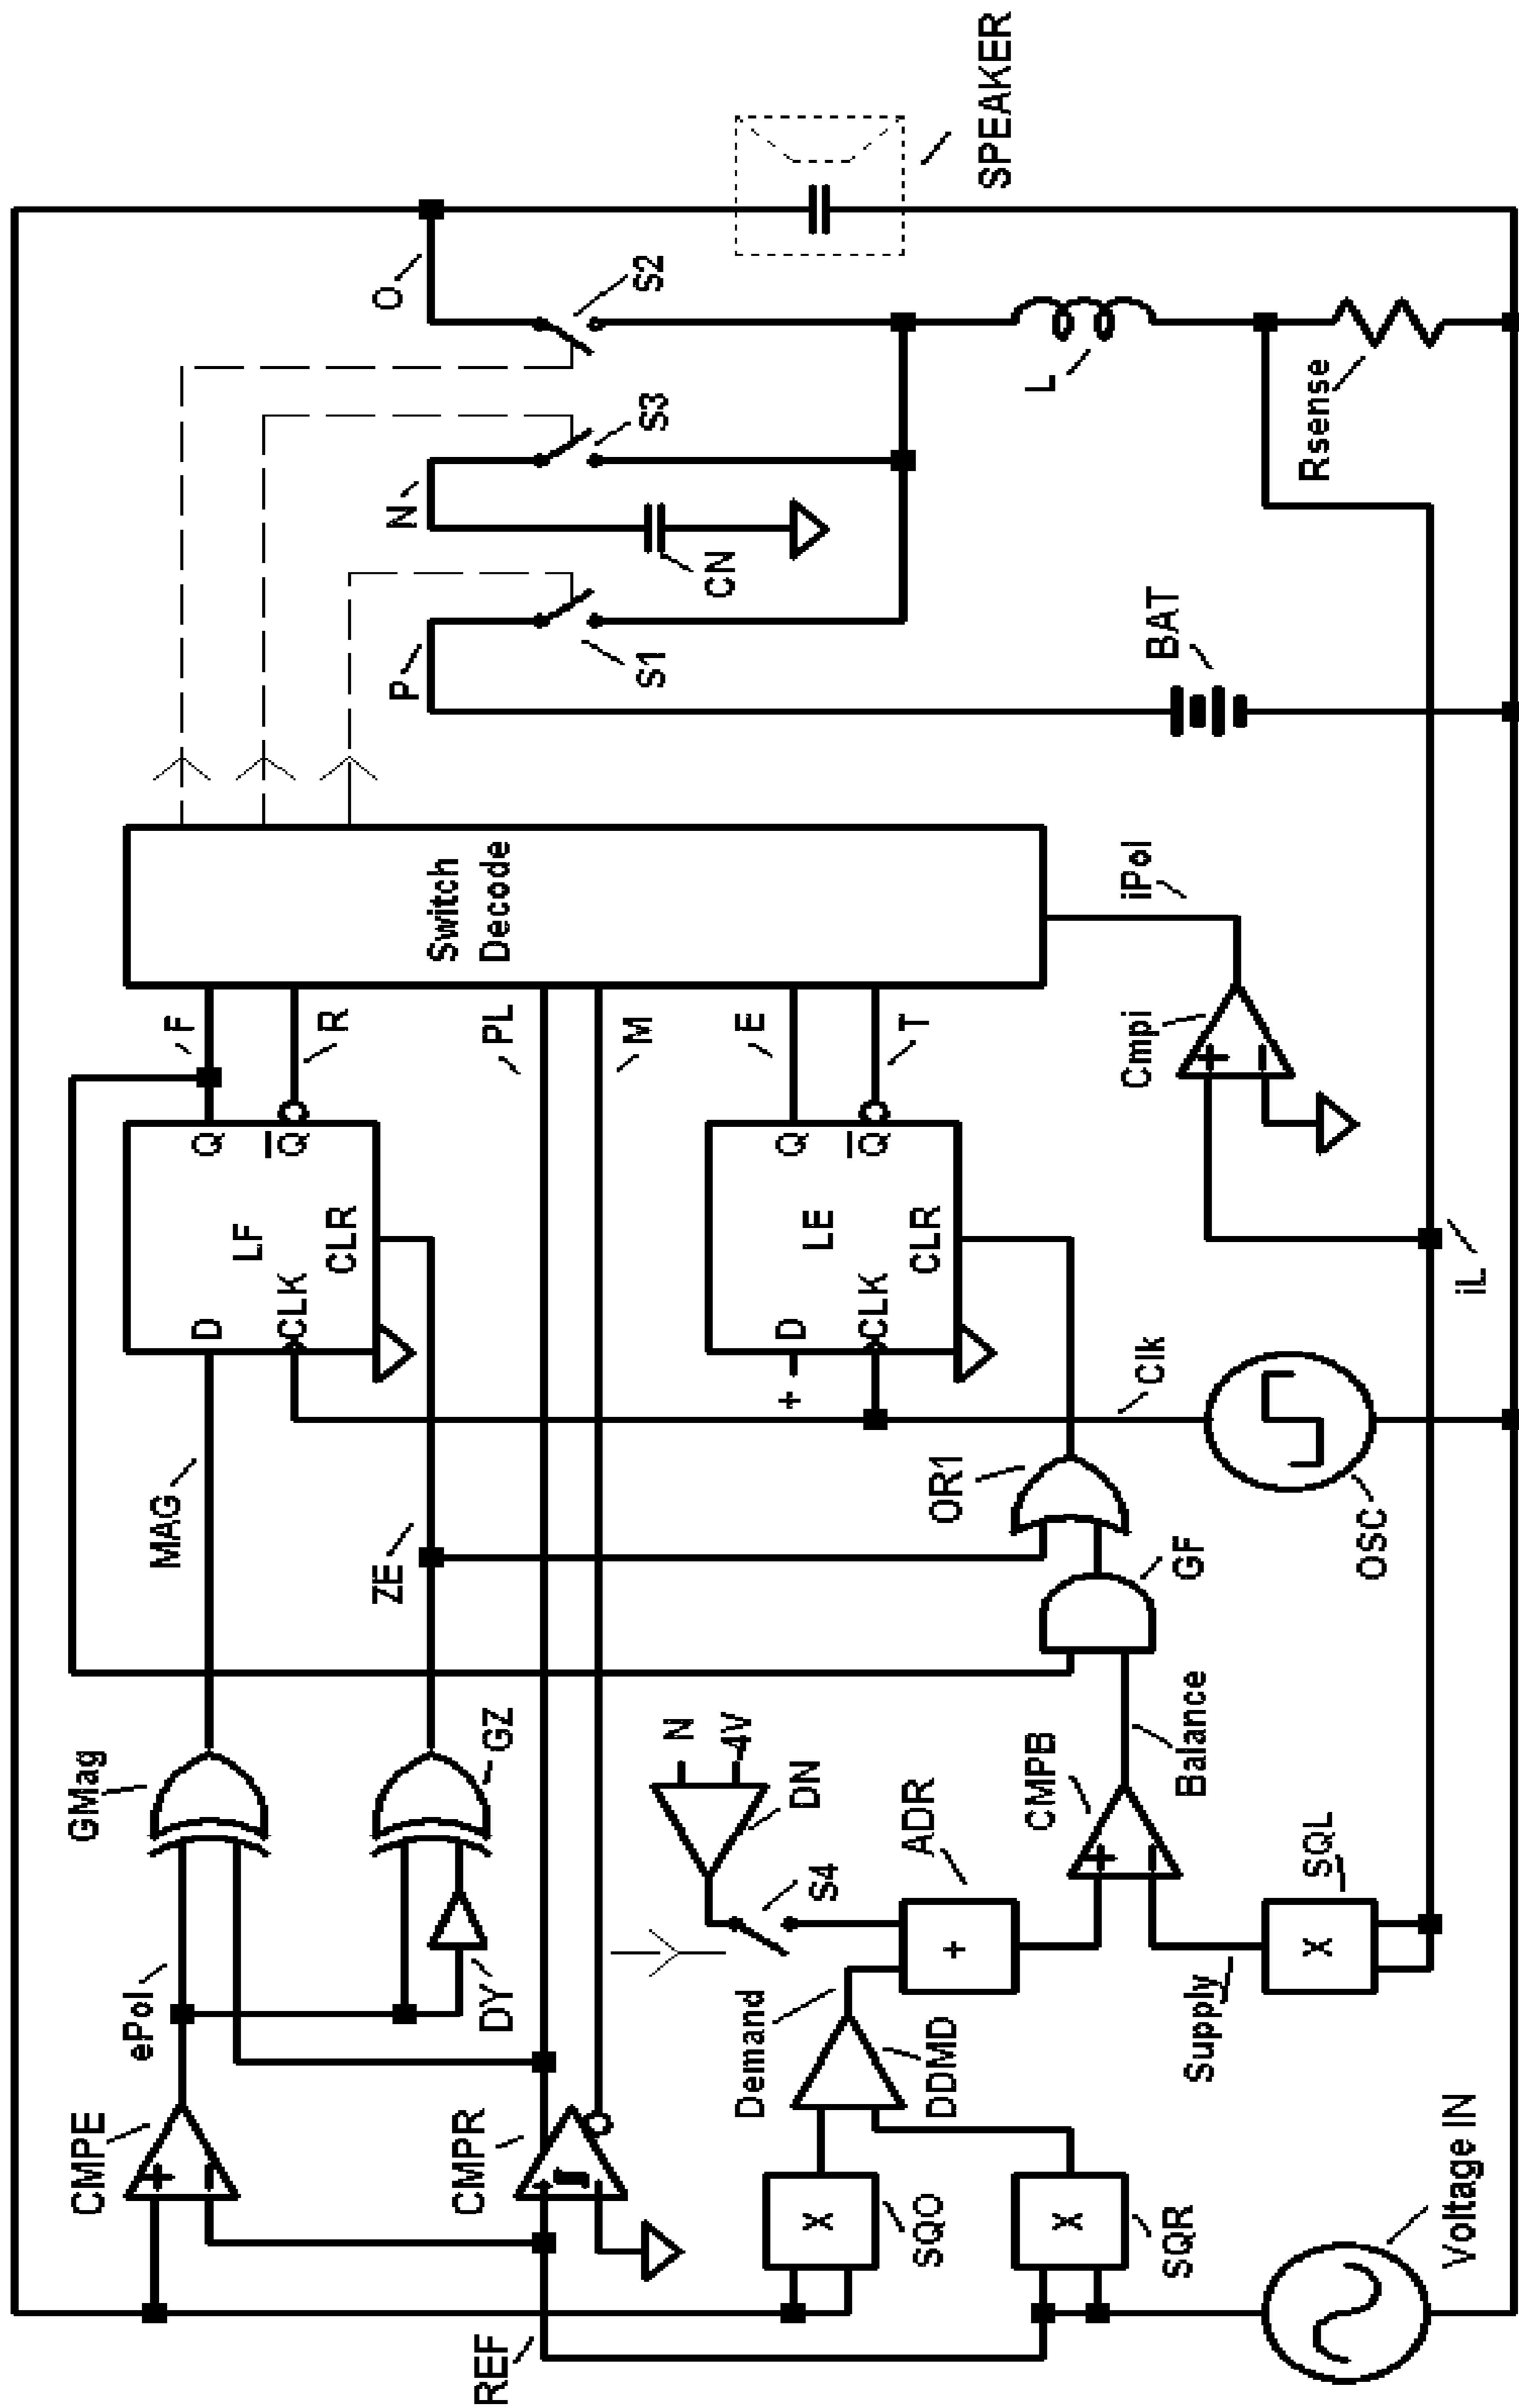 CMPE
ePol
GMag
MAG
LF
D
Q
Q
CLK
CLR
F
R
O
DY
GZ
ZE
Switch
Decode
P
N
S1
S3
S2
CN
REF
CMPR
PL
M
SPEAKER
SQO
Demand
DDMD
S4
N
4V
DN
+
D
LE
Q
Q
CLK
CLR
E
T
ADR
+
CMPB
OR1
Clk
L
X
X
SQR
Supply
X
SQL
Balance
GF
Cmpi
iPol
BAT
Rsense
Voltage IN
OSC
iL